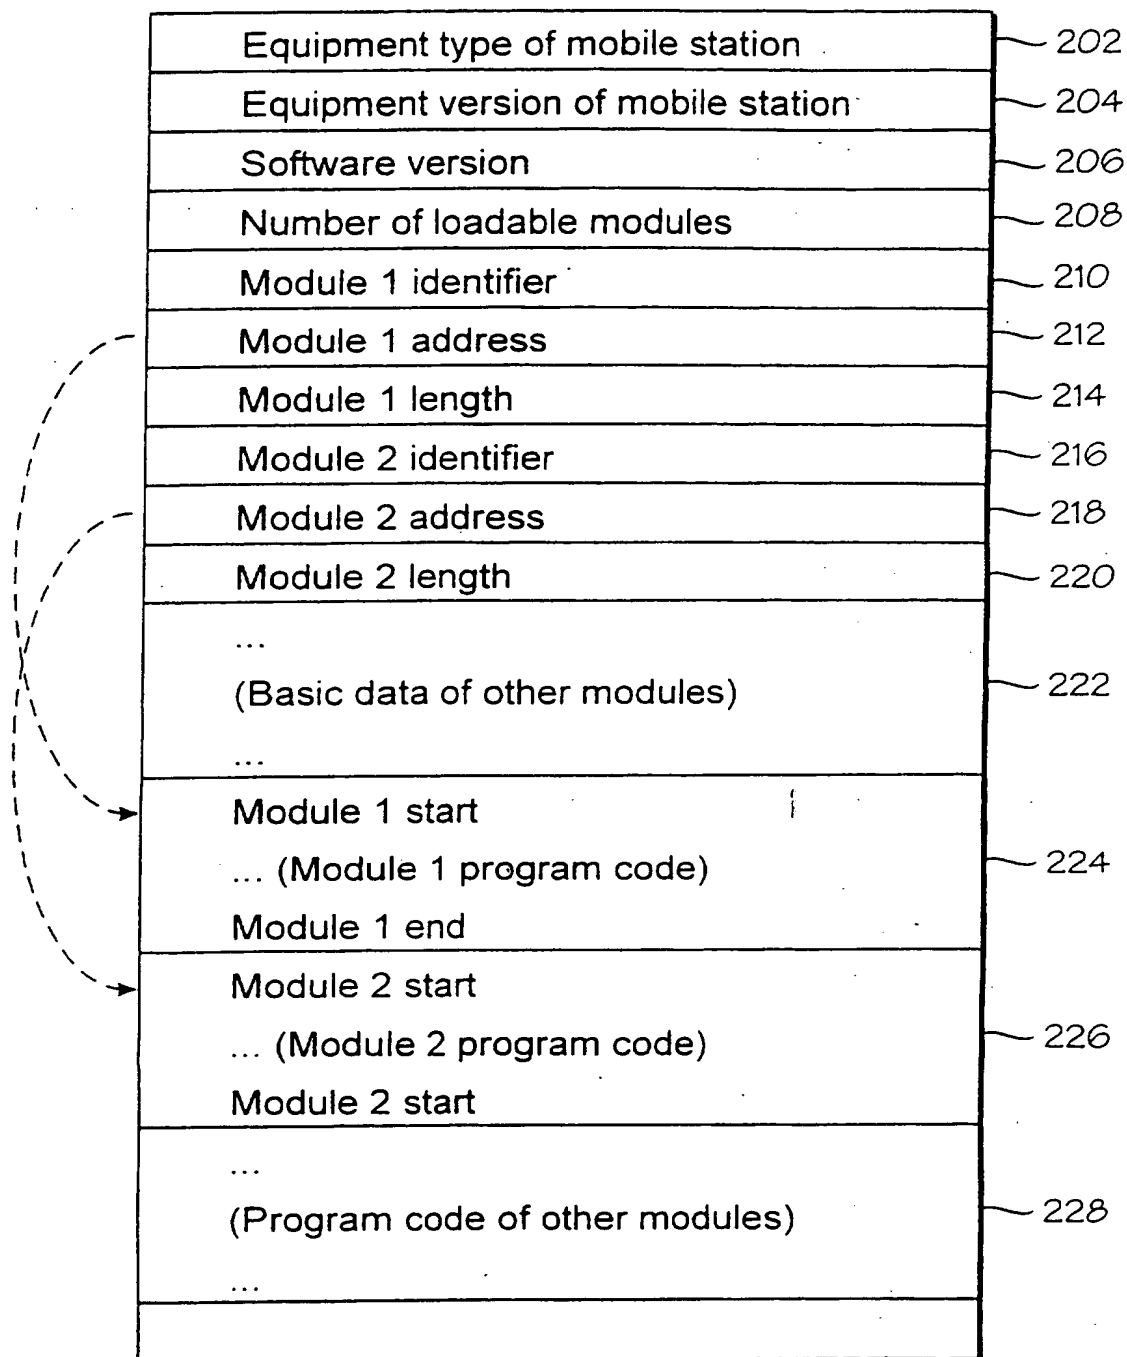 Equipment type of mobile station 202
Equipment version of mobile station 204
Software version 206
Number of loadable modules 208
Module 1 identifier 210
Module 1 address 212
Module 1 length 214
Module 2 identifier 216
Module 2 address 218
Module 2 length 220
...
(Basic data of other modules) 222
...
Module 1 start
... (Module 1 program code) 224
Module 1 end
Module 2 start
... (Module 2 program code) 226
Module 2 start
...
(Program code of other modules) 228
...